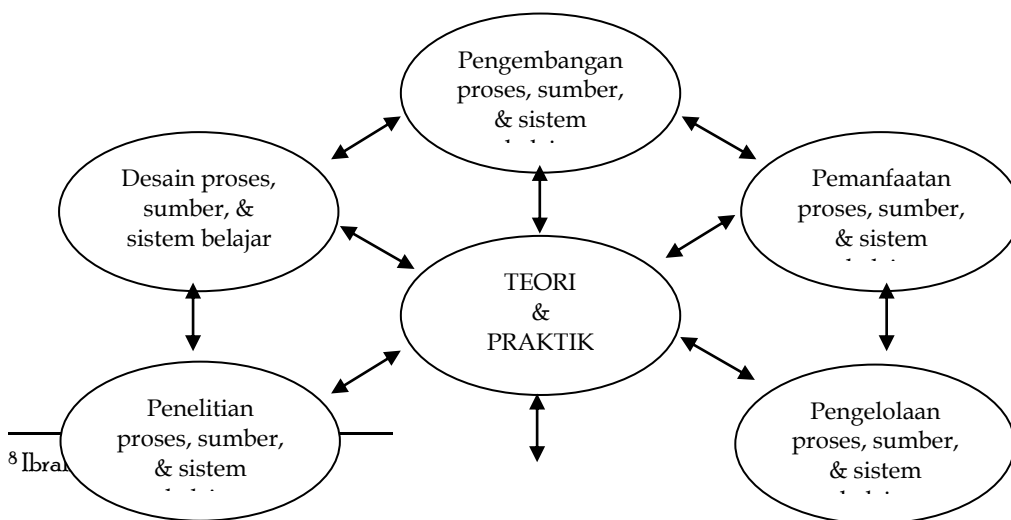 Pengembangan
proses, sumber,
& sistem
Desain proses,
sumber, &
sistem belajar
Pemanfaatan
proses, sumber,
& sistem
TEORI
&
PRAKTIK
Penelitian
proses, sumber,
& sistem
Pengelolaan
proses, sumber,
& sistem
8